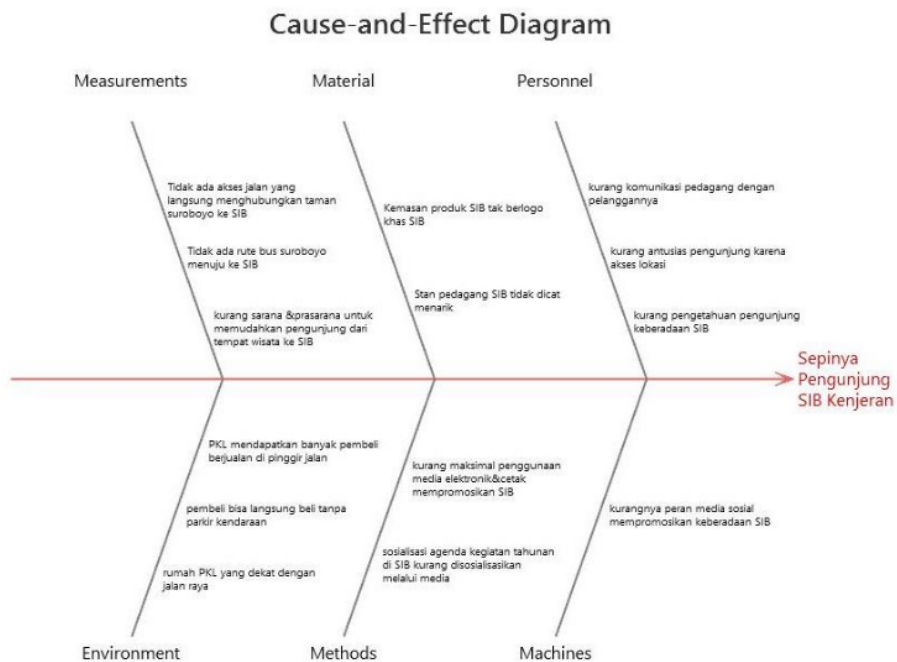 Cause-and-Effect Diagram
Measurements
Material
Personnel
Tidak ada akses jalan yang
langsung menghubungkan taman
suroboyo ke SIB
Tidak ada rute bus suroboyo
menuju ke SIB
kurang sarana &prasarana untuk
memudahkan pengunjung dari
tempat wisata ke SIB
Kemasan produk SIB tak berlogo
khas SIB
Stan pedagang SIB tidak dicat
menarik
kurang komunikasi pedagang dengan
pelanggannya
kurang antusias pengunjung karena
akses lokasi
kurang pengetahuan pengunjung
keberadaan SIB
Sepinya
Pengunjung
SIB Kenjeran
PKL mendapatkan banyak pembeli
berjualan di pinggir jalan
pembeli bisa langsung beli tanpa
parkir kendaraan
rumah PKL yang dekat dengan
jalan raya
kurang maksimal penggunaan
media elektronik&cetak
mempromosikan SIB
sosialisasi agenda kegiatan tahunan
di SIB kurang disosialisasikan
melalui media
kurangnya peran media sosial
mempromosikan keberadaan SIB
Environment
Methods
Machines